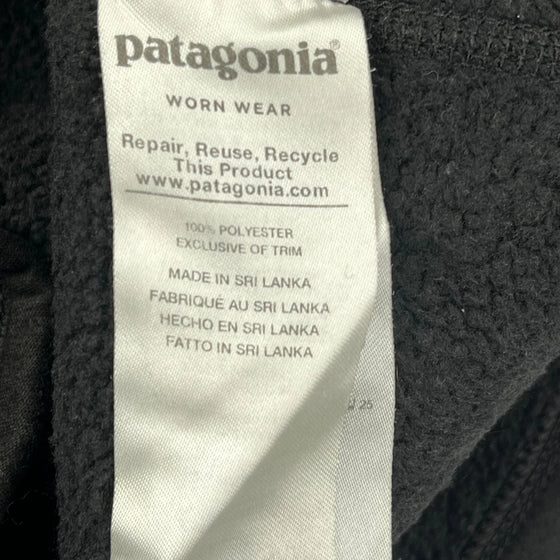 patagonia®
WORN WEAR
Repair, Reuse, Recycle
This Product
www.patagonia.com
100% POLYESTER
EXCLUSIVE OF TRIM
MADE IN SRI LANKA
FABRIQUÉ AU SRI LANKA
HECHO EN SRI LANKA
FATTO IN SRI LANKA
25